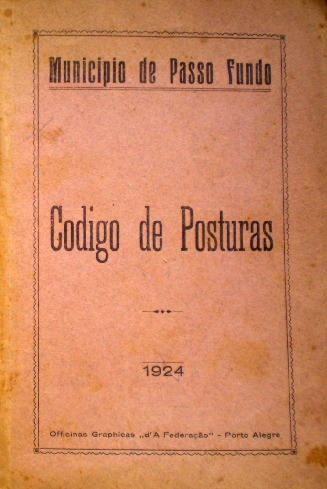 Municipio de Passo Fundo
Codigo de Posturas
1924
Officinas Graphicas „d'A Federação“ - Porto Alegre